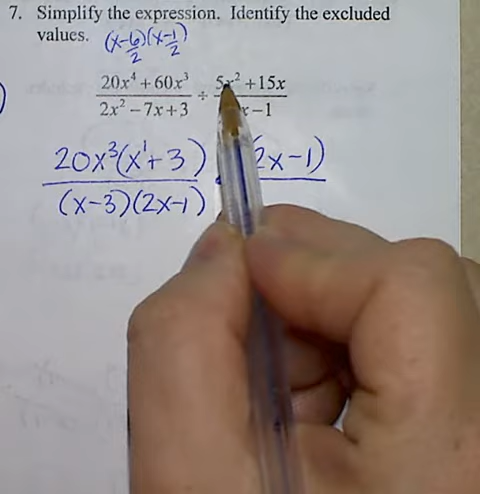 7. Simplify the expression. Identify the excluded
values. (x-6/2)(x-1/2)
20x⁴ + 60x³ ÷ 5x² + 15x
2x² − 7x + 3 x − 1
20x³(x¹+3) (2x−1)
(x−3)(2x−1)